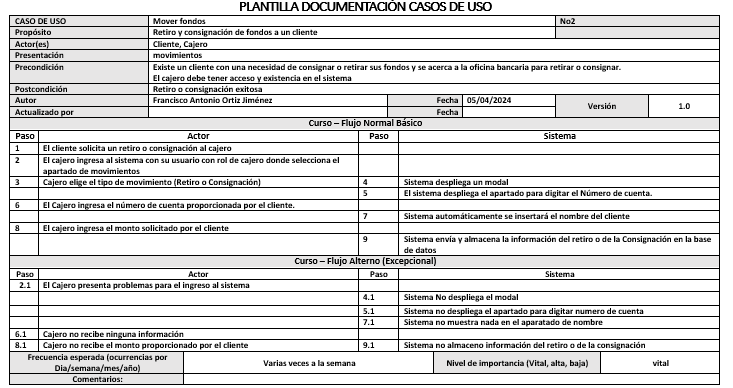 PLANTILLA DOCUMENTACIÓN CASOS DE USO
CASO DE USO Mover fondos No2
Propósito Retiro y consignación de fondos a un cliente
Actor(es) Cliente, Cajero
Presentación movimientos
Precondición Existe un cliente con una necesidad de consignar o retirar sus fondos y se acerca a la oficina bancaria para retirar o consignar.
El cajero debe tener acceso y existencia en el sistema
Postcondición Retiro o consignación exitosa
Autor Francisco Antonio Ortiz Jiménez Fecha 05/04/2024 Versión 1.0
Actualizado por Fecha
Curso – Flujo Normal Básico
Paso Actor Paso Sistema
1 El cliente solicita un retiro o consignación al cajero
2 El cajero ingresa al sistema con su usuario con rol de cajero donde selecciona el
apartado de movimientos
3 Cajero elige el tipo de movimiento (Retiro o Consignación) 4 Sistema despliega un modal
5 El sistema despliega el apartado para digitar el Número de cuenta.
6 El Cajero ingresa el número de cuenta proporcionada por el cliente.
7 Sistema automáticamente se insertará el nombre del cliente
8 El cajero ingresa el monto solicitado por el cliente
9 Sistema envía y almacena la información del retiro o de la Consignación en la base
de datos
Curso – Flujo Alterno (Excepcional)
Paso Actor Paso Sistema
2.1 El Cajero presenta problemas para el ingreso al sistema
4.1 Sistema No despliega el modal
5.1 Sistema no despliega el apartado para digitar numero de cuenta
7.1 Sistema no muestra nada en el aparatado de nombre
6.1 Cajero no recibe ninguna información
8.1 Cajero no recibe el monto proporcionado por el cliente 9.1 Sistema no almaceno información del retiro o de la consignación
Frecuencia esperada (ocurrencias por
Dia/semana/mes/año) Varias veces a la semana Nivel de importancia (Vital, alta, baja) vital
Comentarios: